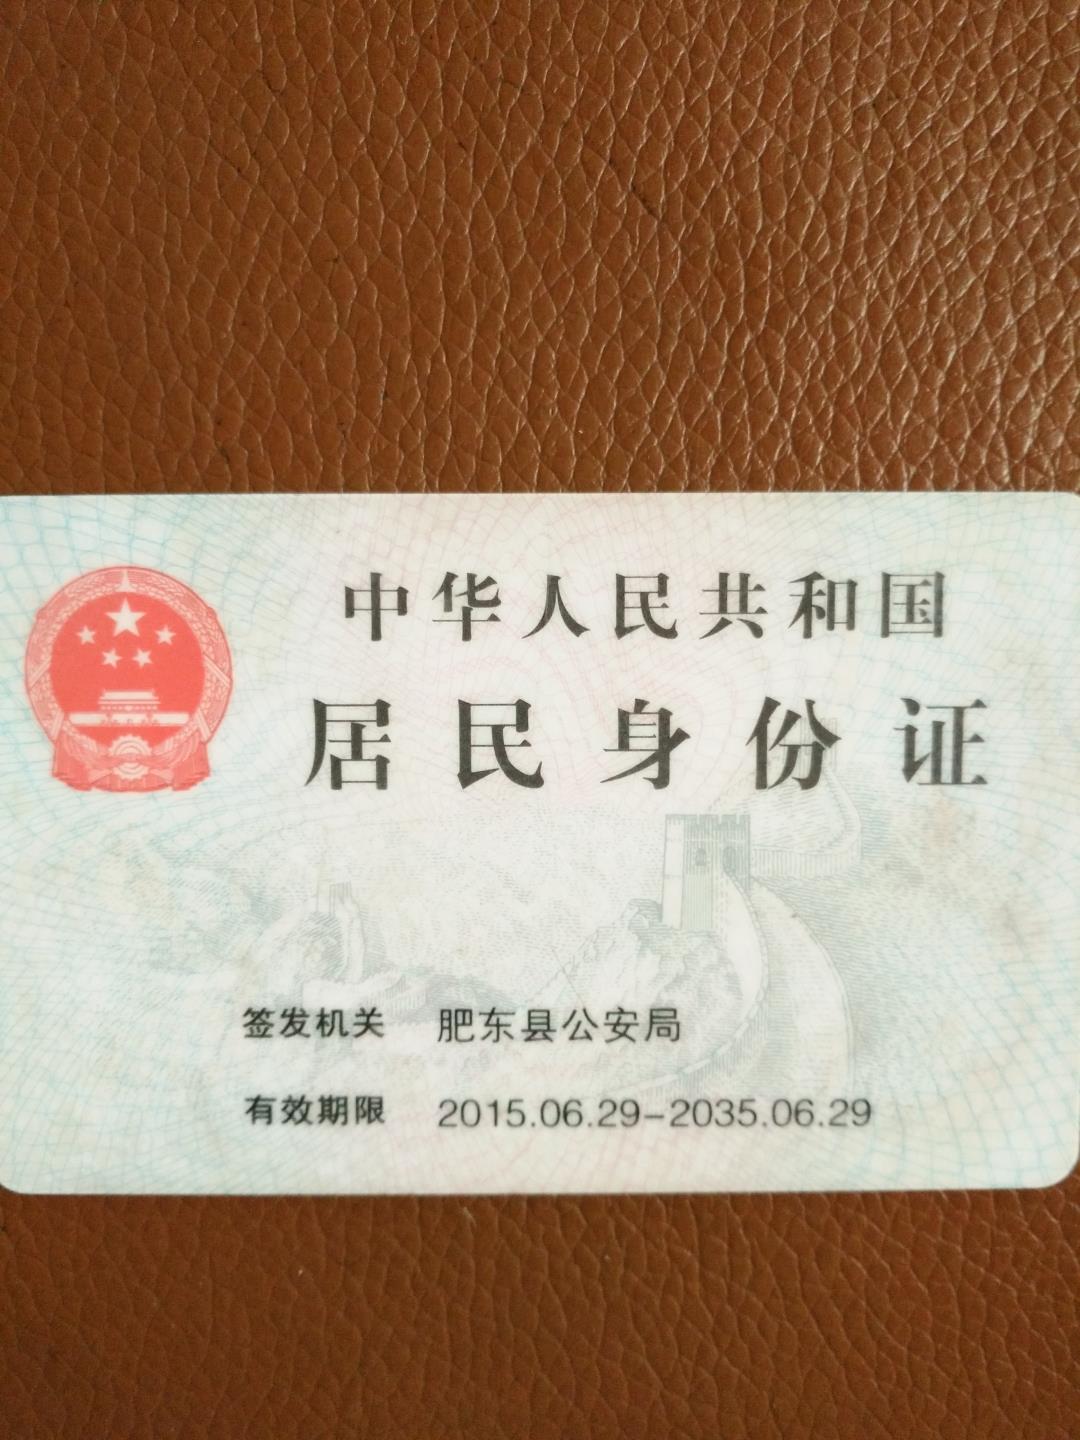 中华人民共和国
居民身份证
签发机关 肥东县公安局
有效期限 2015.06.29-2035.06.29